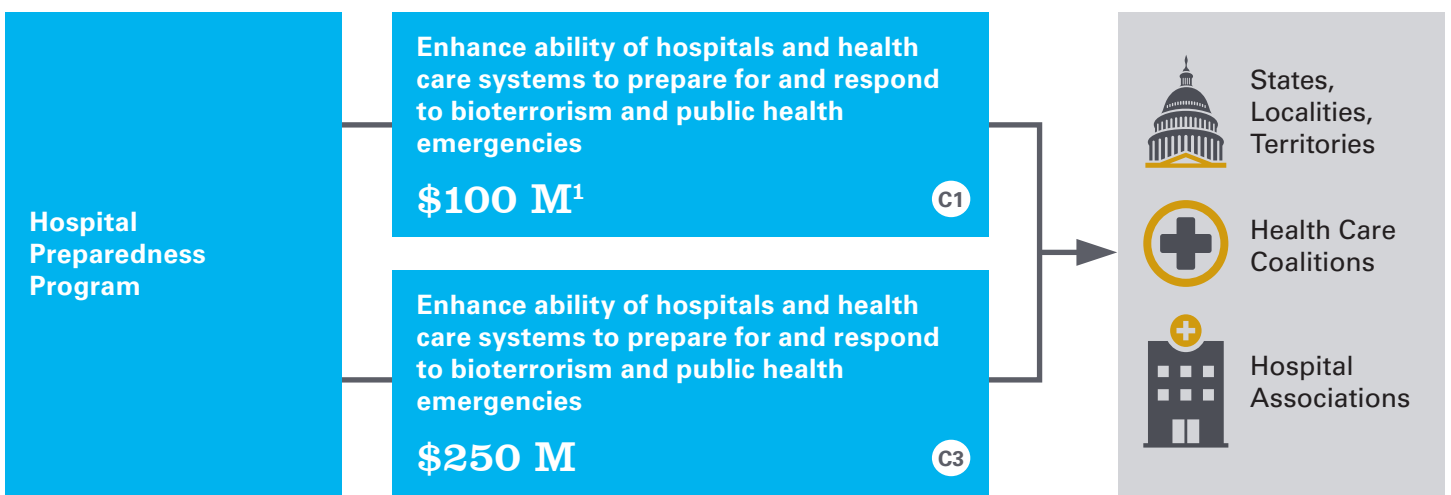 Hospital
Preparedness
Program
Enhance ability of hospitals and health
care systems to prepare for and respond
to bioterrorism and public health
emergencies
$100 M¹
C1
Enhance ability of hospitals and health
care systems to prepare for and respond
to bioterrorism and public health
emergencies
$250 M
C3
States,
Localities,
Territories
Health Care
Coalitions
Hospital
Associations